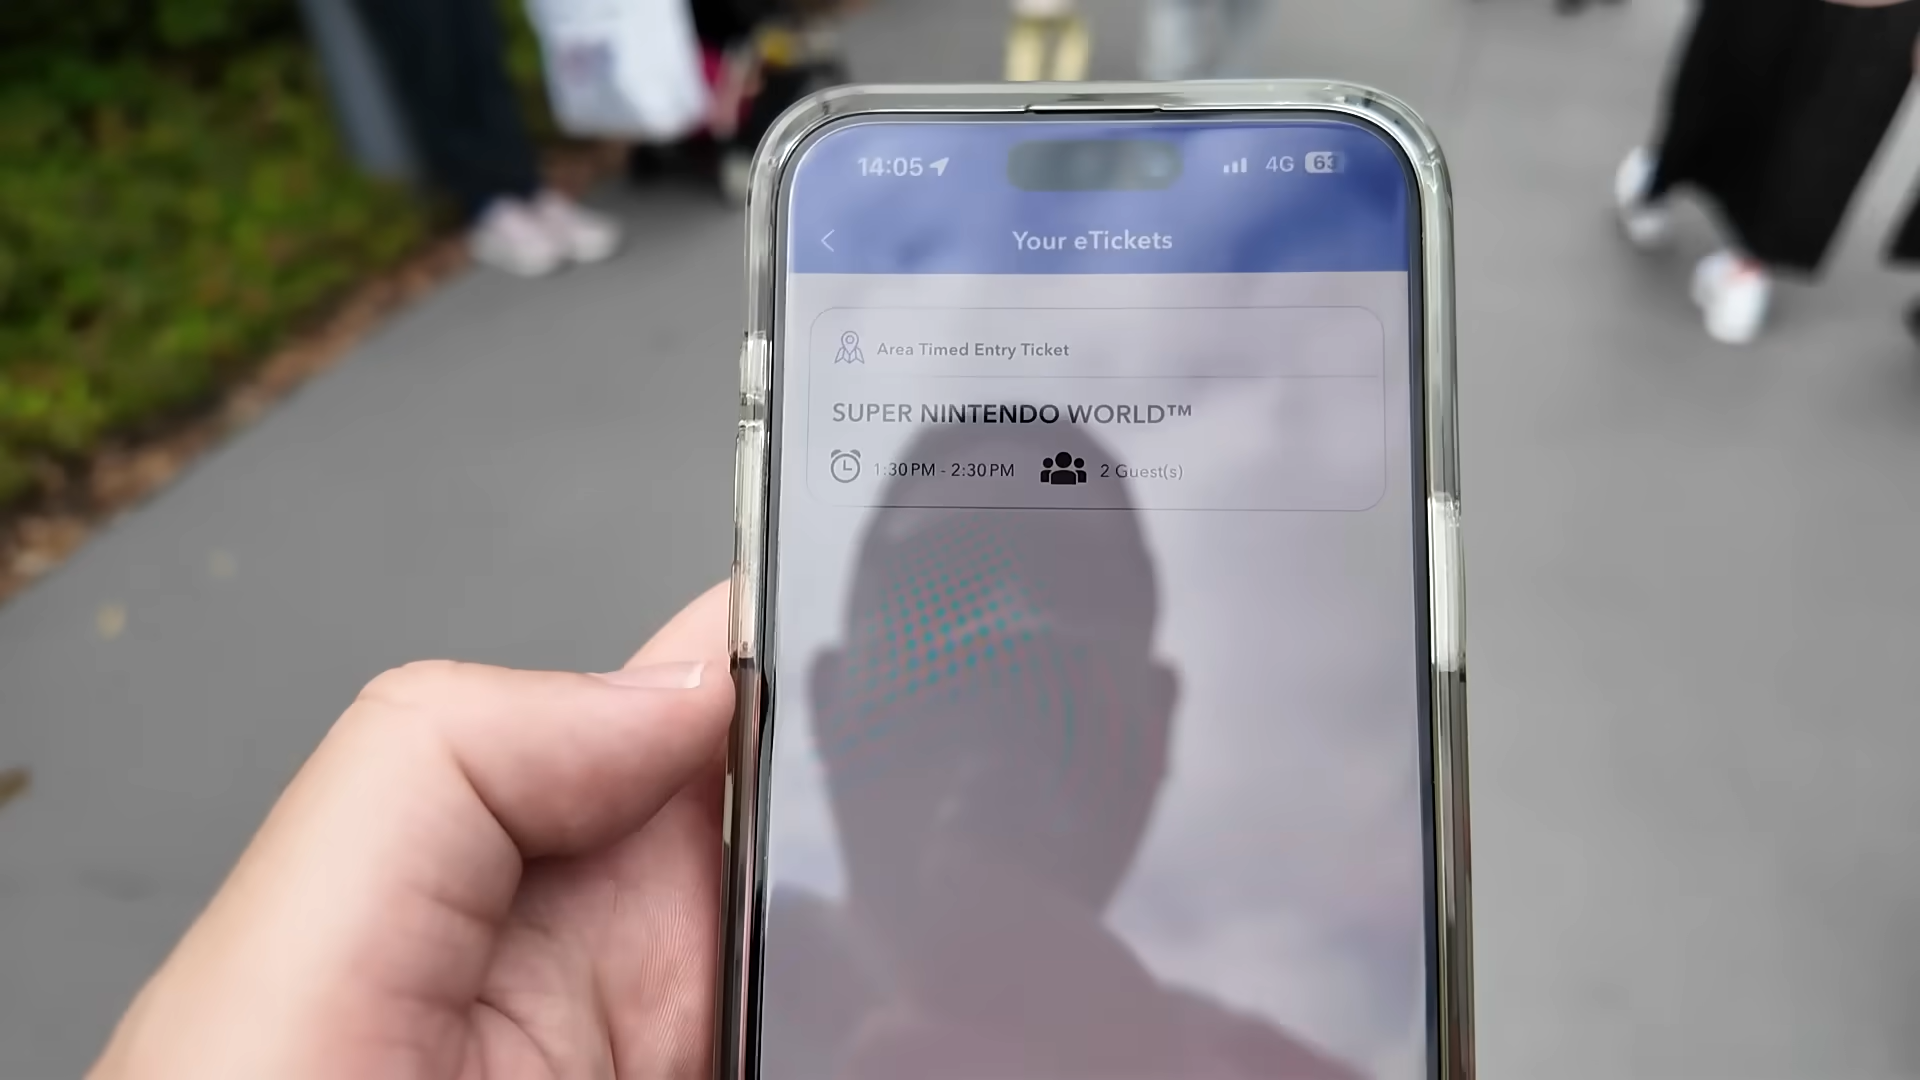 14:05 4G 63
Your eTickets
Area Timed Entry Ticket
SUPER NINTENDO WORLD™
1:30 PM - 2:30 PM 2 Guest(s)